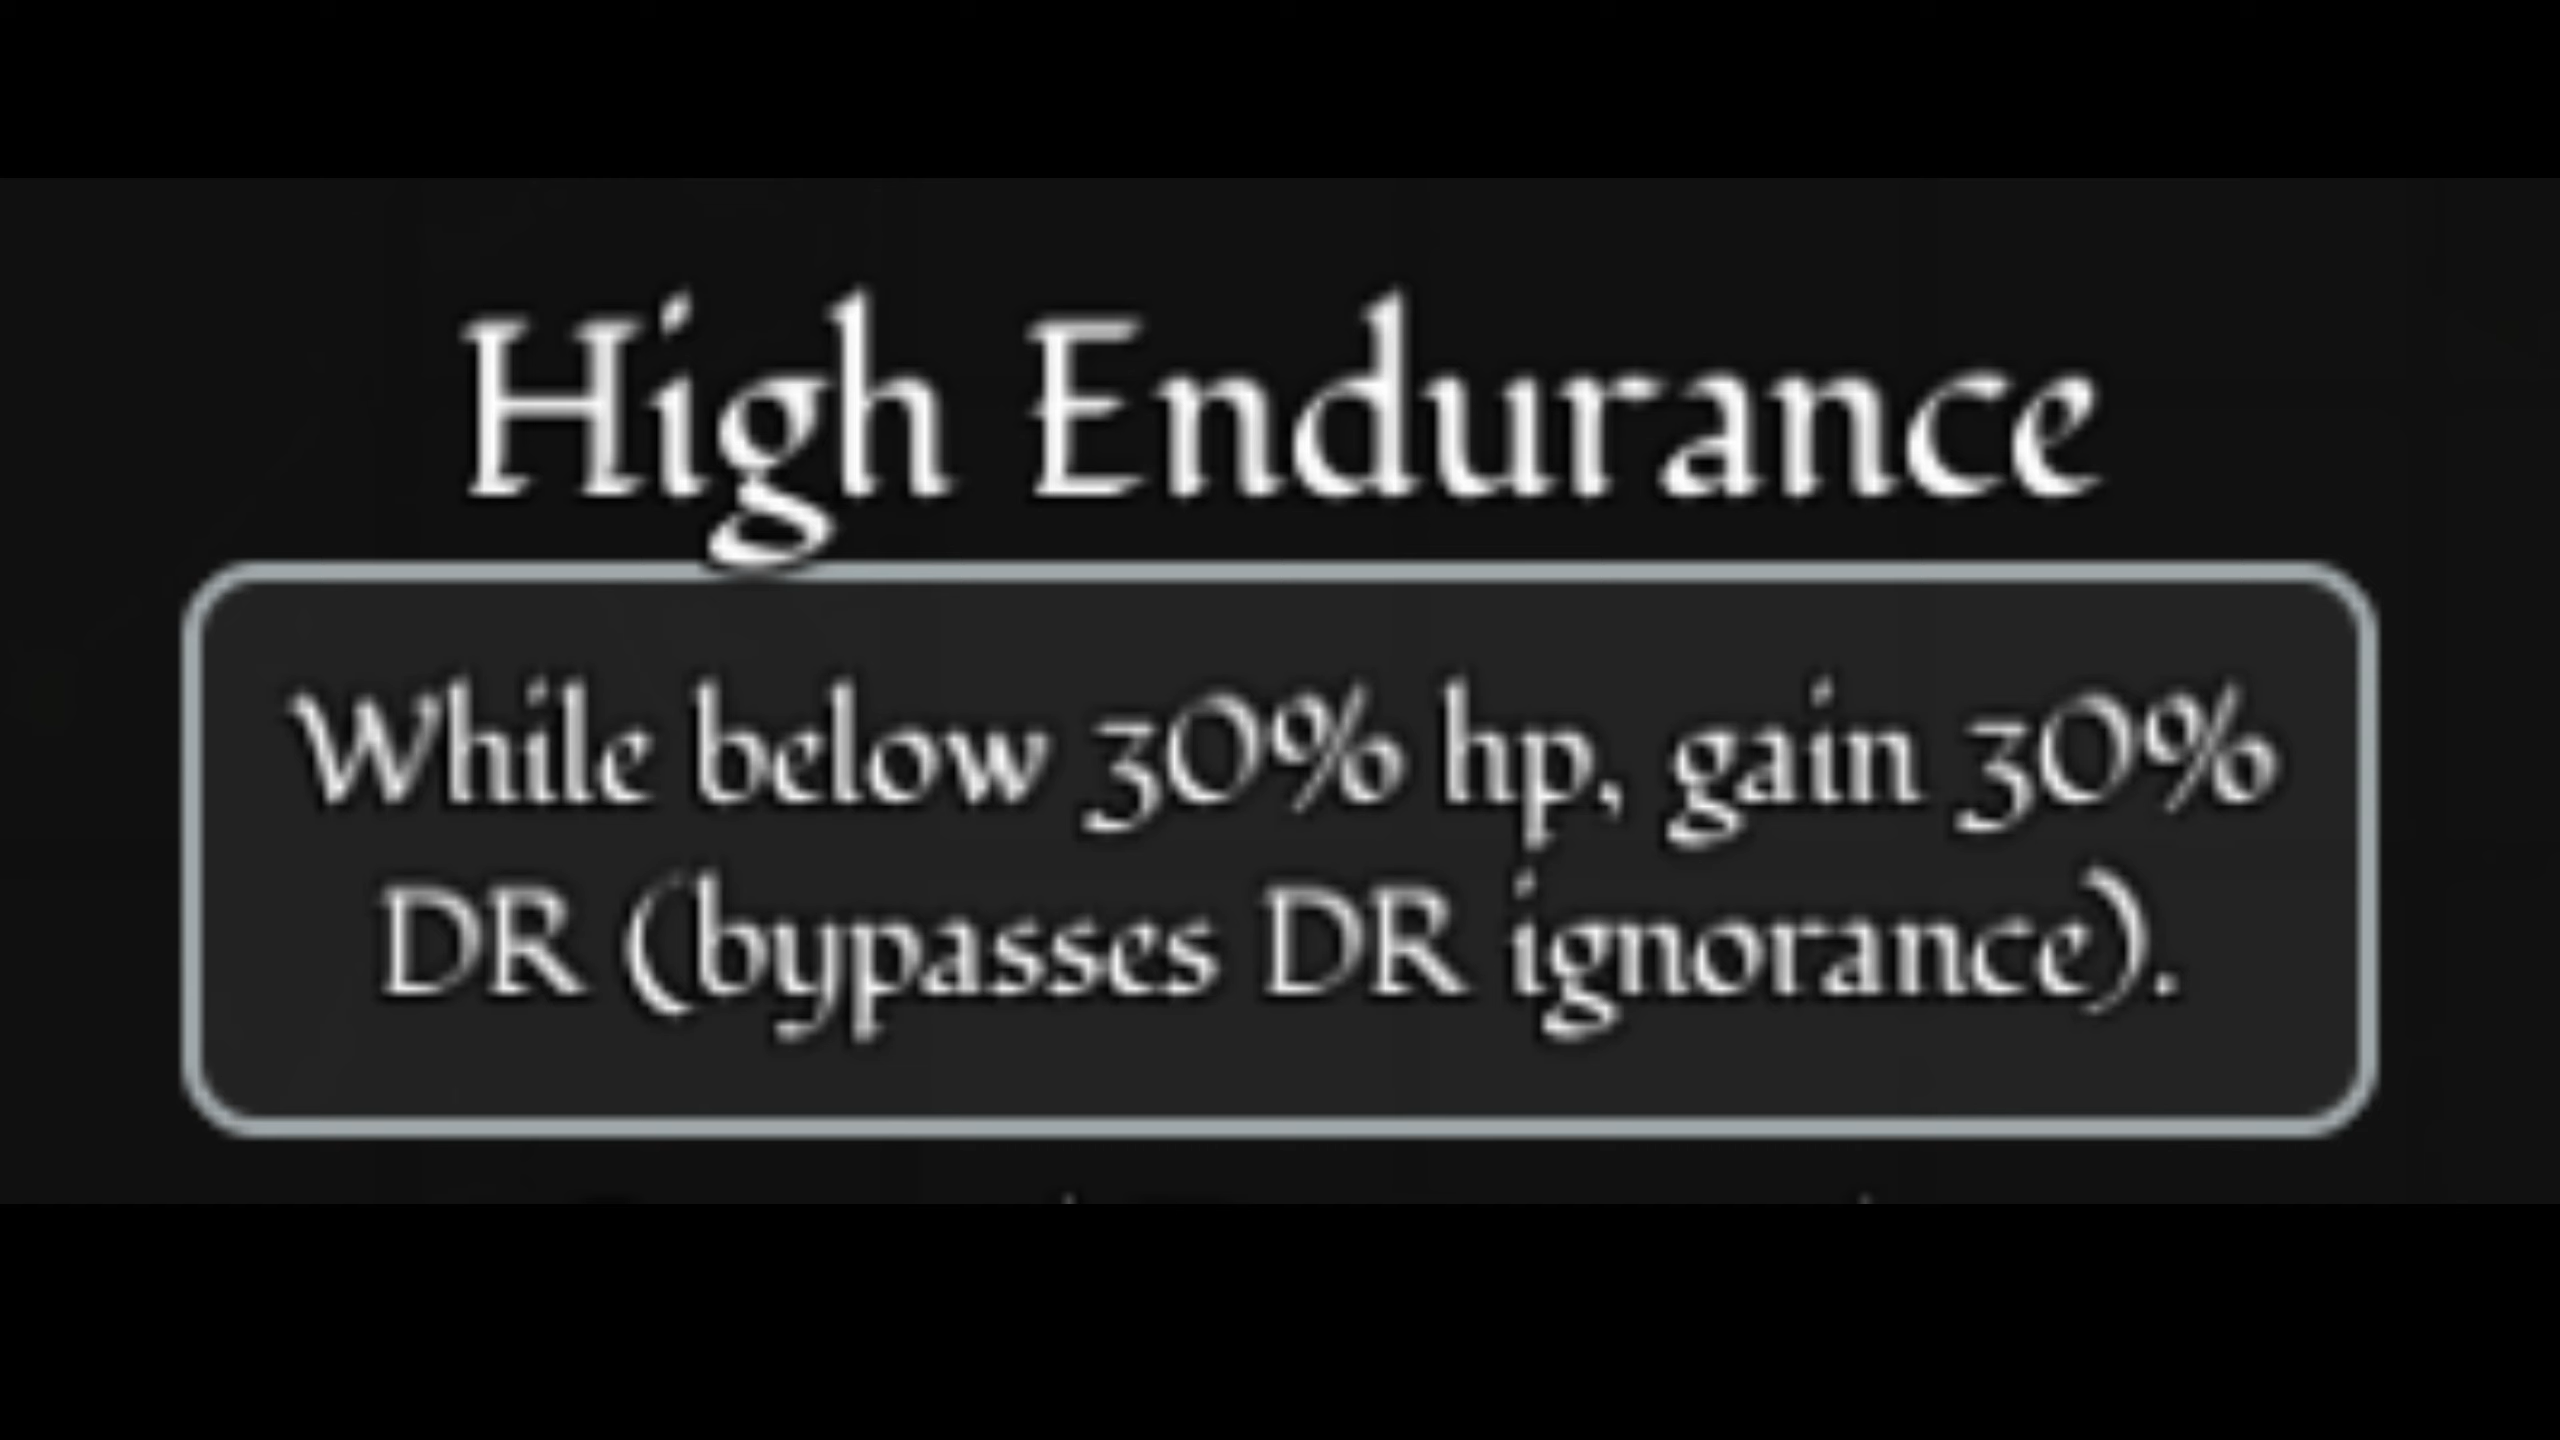 High Endurance
While below 30% hp, gain 30%
DR (bypasses DR ignorance).